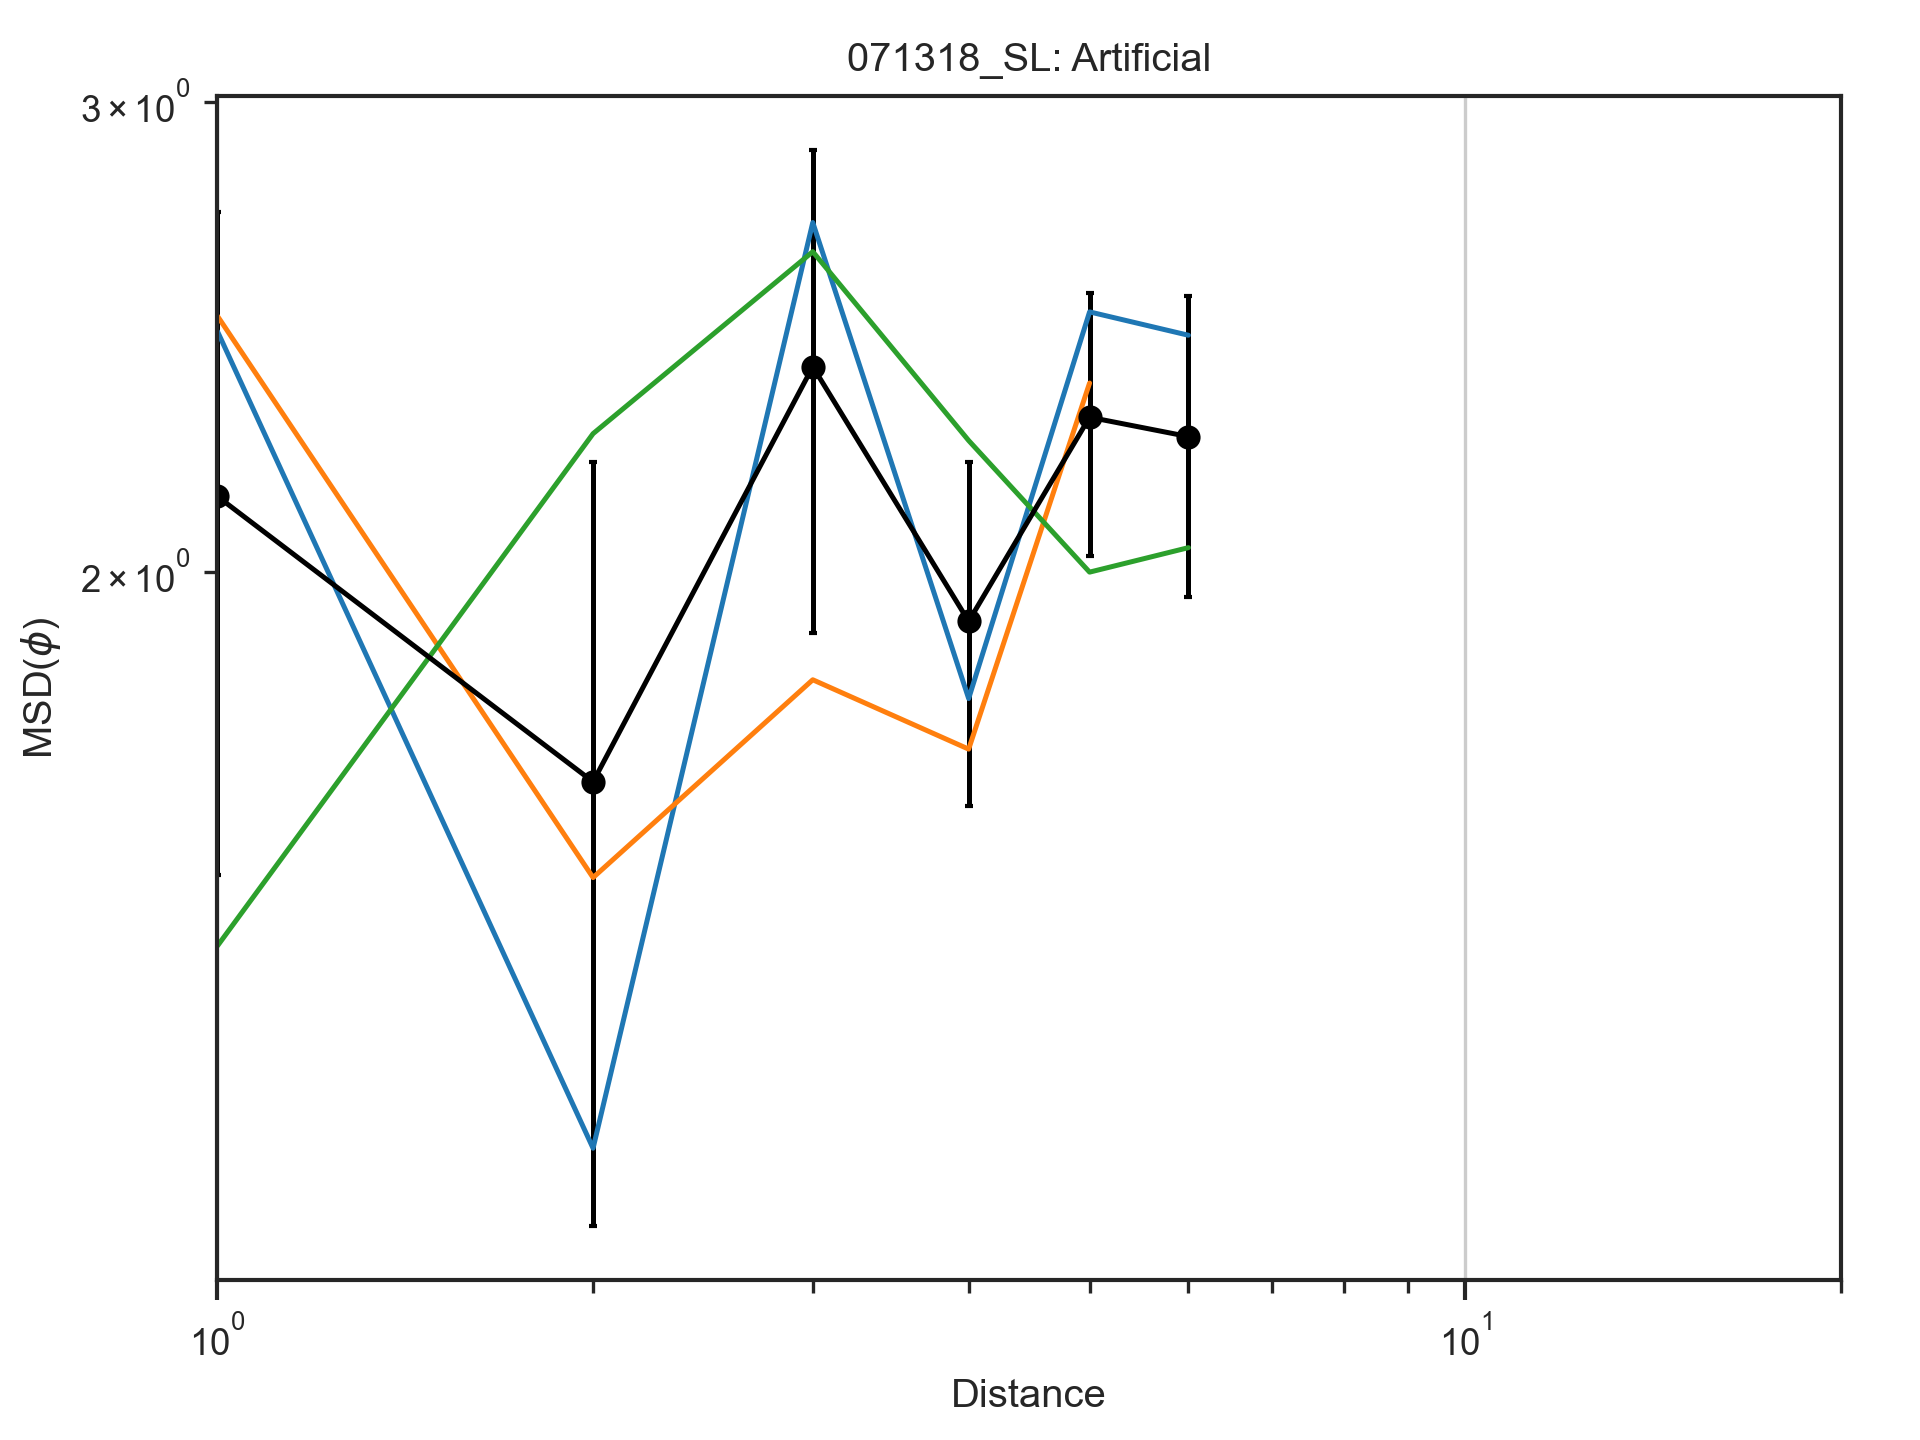 071318_SL: Artificial
3 × 10⁰
2 × 10⁰
MSD(ϕ)
10⁰
10¹
Distance